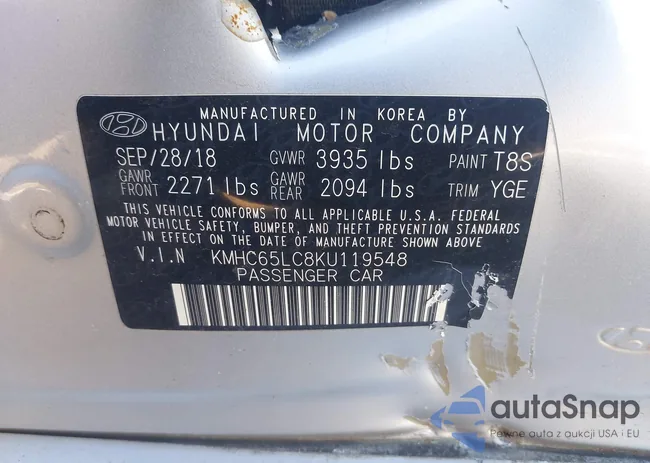 MANUFACTURED IN KOREA BY
HYUNDAI MOTOR COMPANY
SEP/28/18 GVWR 3935 lbs PAINT T8S
GAWR FRONT 2271 lbs GAWR REAR 2094 lbs TRIM YGE
THIS VEHICLE CONFORMS TO ALL APPLICABLE U.S.A. FEDERAL
MOTOR VEHICLE SAFETY, BUMPER, AND THEFT PREVENTION STANDARDS
IN EFFECT ON THE DATE OF MANUFACTURE SHOWN ABOVE
V.I.N KMHC65LC8KU119548
PASSENGER CAR
autoSnap
Pewne auta z aukcji USA i EU